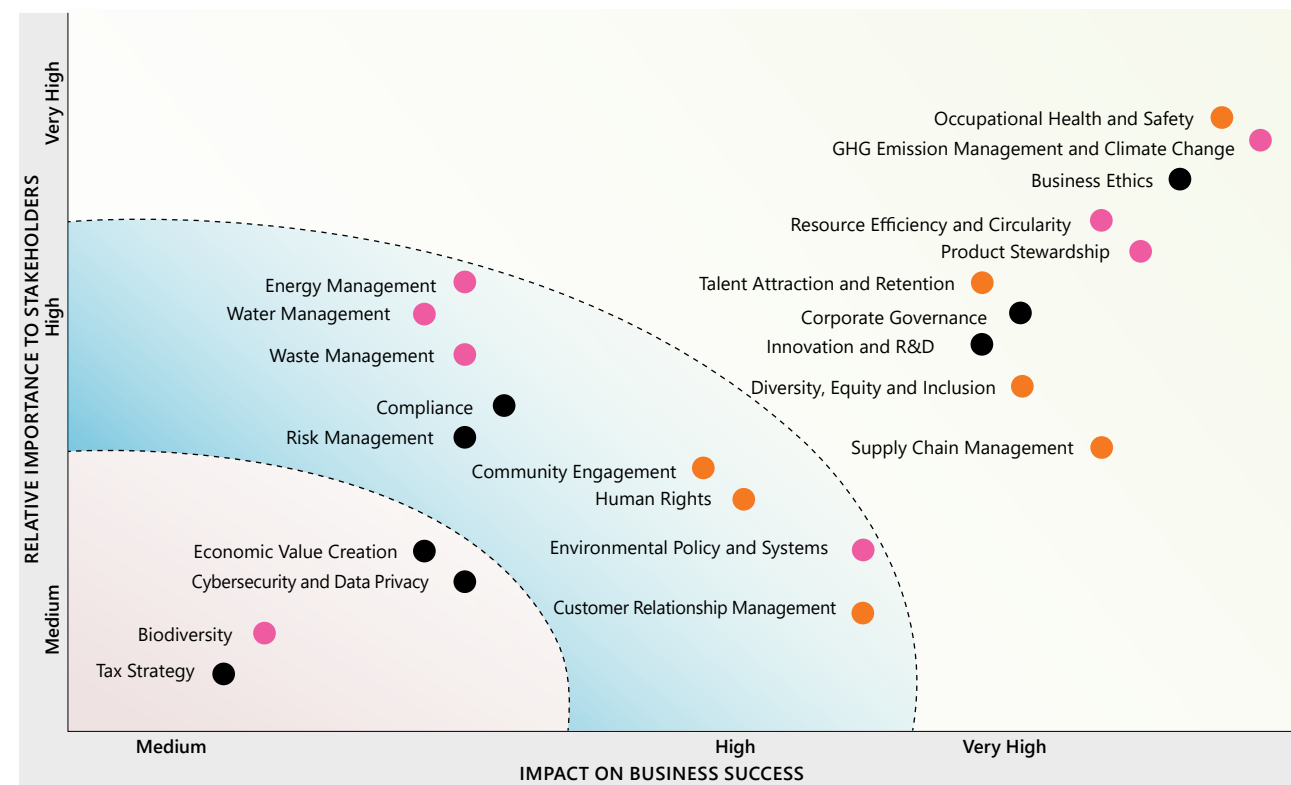 RELATIVE IMPORTANCE TO STAKEHOLDERS
Very High
High
Medium
Occupational Health and Safety
GHG Emission Management and Climate Change
Business Ethics
Resource Efficiency and Circularity
Product Stewardship
Talent Attraction and Retention
Corporate Governance
Innovation and R&D
Diversity, Equity and Inclusion
Supply Chain Management
Energy Management
Water Management
Waste Management
Compliance
Risk Management
Community Engagement
Human Rights
Environmental Policy and Systems
Customer Relationship Management
Economic Value Creation
Cybersecurity and Data Privacy
Biodiversity
Tax Strategy
Medium
High
Very High
IMPACT ON BUSINESS SUCCESS